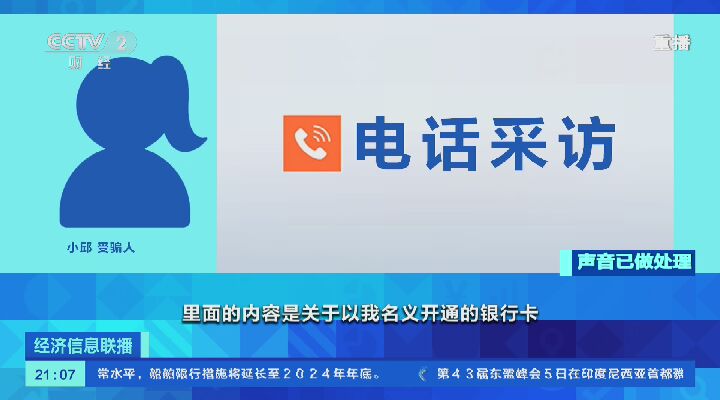 CCTV 2
财经
重播
电话采访
小邱 受骗人
声音已做处理
里面的内容是关于以我名义开通的银行卡
经济信息联播
21:07
常水平，船舶限行措施将延长至2024年年底。
第43届东盟峰会5日在印度尼西亚首都雅